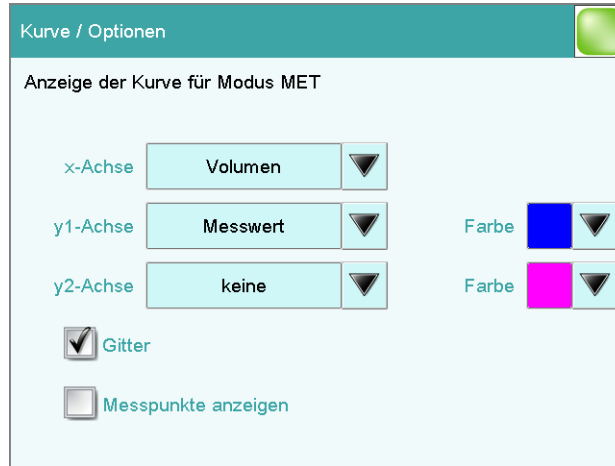 Kurve / Optionen
Anzeige der Kurve für Modus MET
x-Achse Volumen
y1-Achse Messwert Farbe
y2-Achse keine Farbe
Gitter
Messpunkte anzeigen